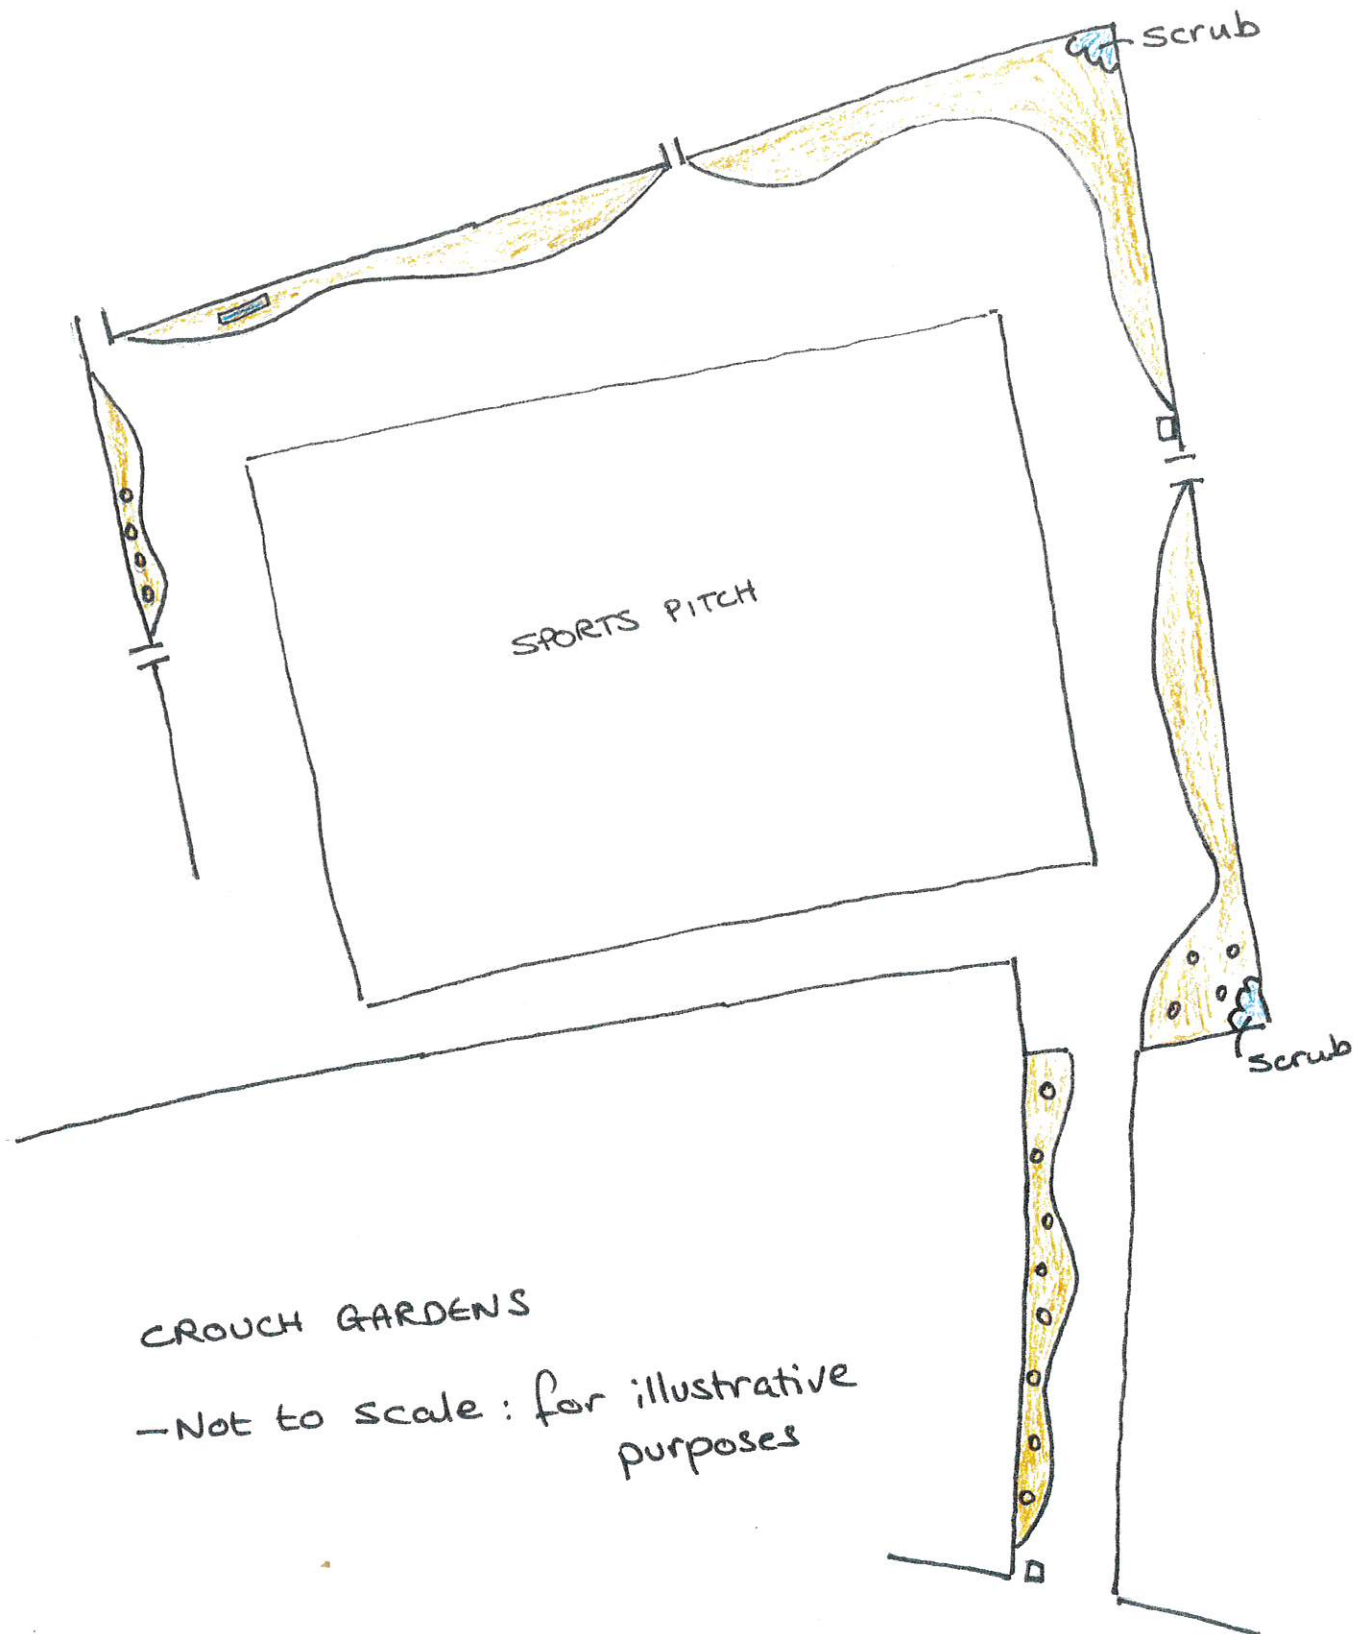 scrub
SPORTS PITCH
scrub
CROUCH GARDENS
-Not to scale : for illustrative
purposes